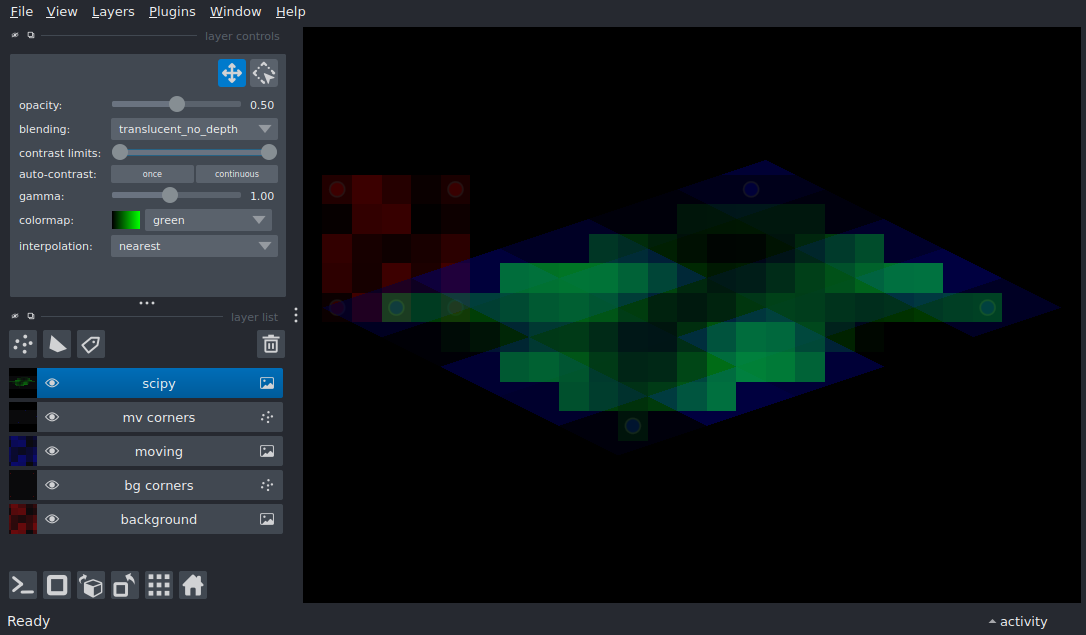 File View Layers Plugins Window Help
layer controls
opacity: 0.50
blending: translucent_no_depth
contrast limits:
auto-contrast: once continuous
gamma: 1.00
colormap: green
interpolation: nearest
layer list
scipy
mv corners
moving
bg corners
background
Ready
activity